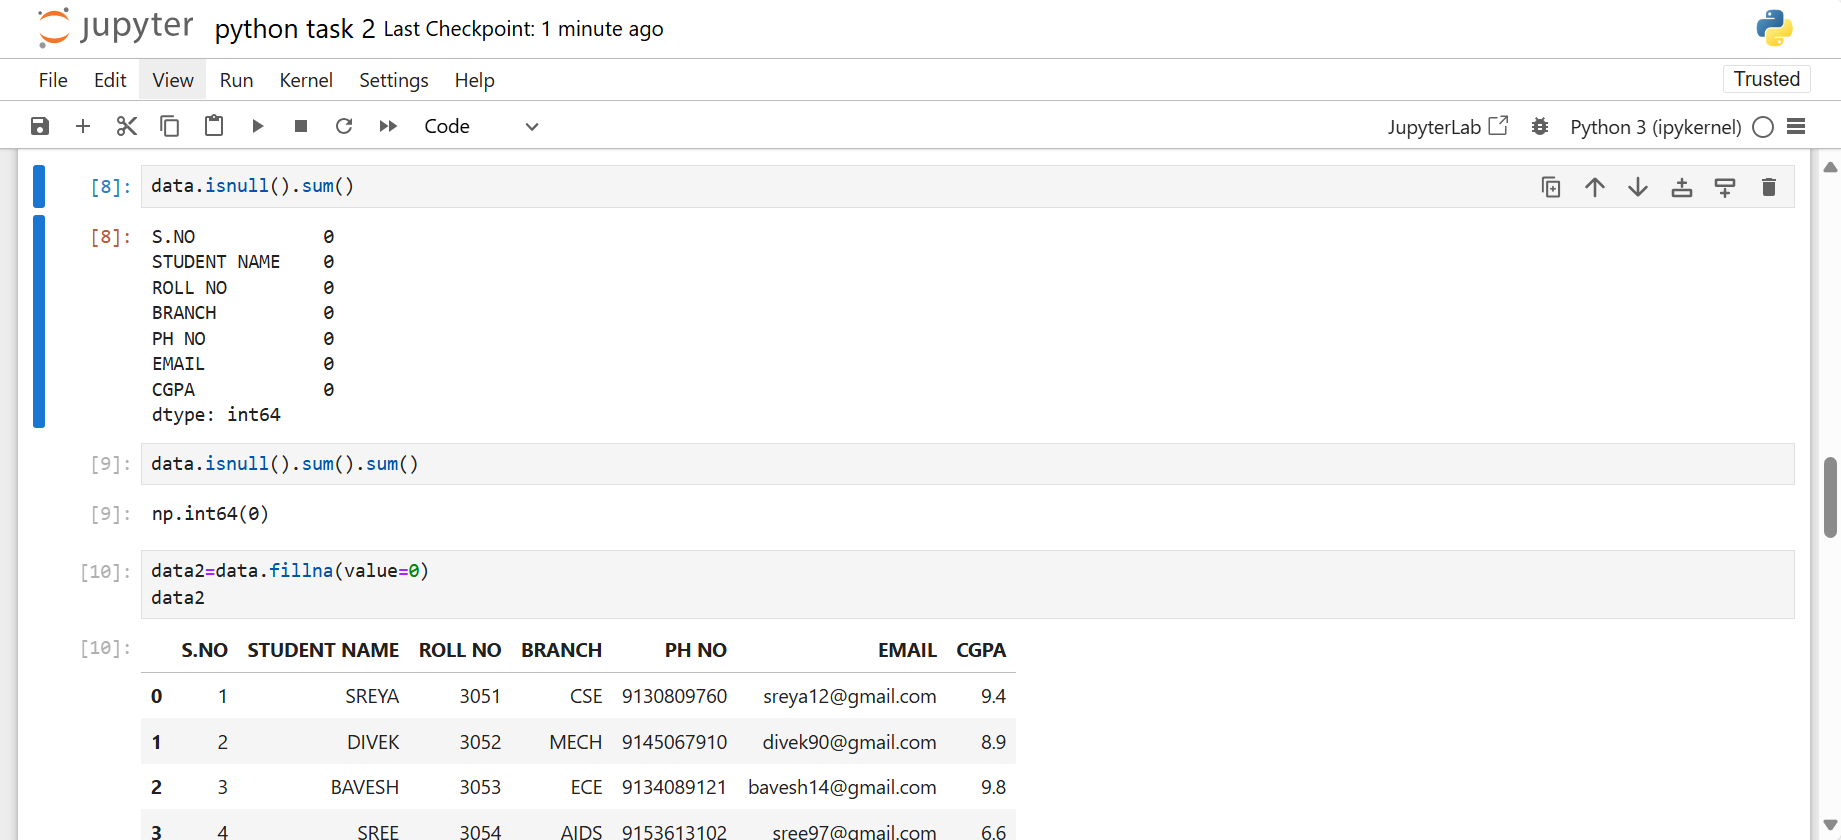 jupyter python task 2 Last Checkpoint: 1 minute ago
File Edit View Run Kernel Settings Help Trusted
Code JupyterLab Python 3 (ipykernel)
[8]: data.isnull().sum()
[8]: S.NO 0
STUDENT NAME 0
ROLL NO 0
BRANCH 0
PH NO 0
EMAIL 0
CGPA 0
dtype: int64
[9]: data.isnull().sum().sum()
[9]: np.int64(0)
[10]: data2=data.fillna(value=0)
data2
[10]: S.NO STUDENT NAME ROLL NO BRANCH PH NO EMAIL CGPA
0 1 SREYA 3051 CSE 9130809760 sreya12@gmail.com 9.4
1 2 DIVEK 3052 MECH 9145067910 divek90@gmail.com 8.9
2 3 BAVESH 3053 ECE 9134089121 bavesh14@gmail.com 9.8
3 4 SREE 3054 AIDS 9153613102 sree97@gmail.com 6.6